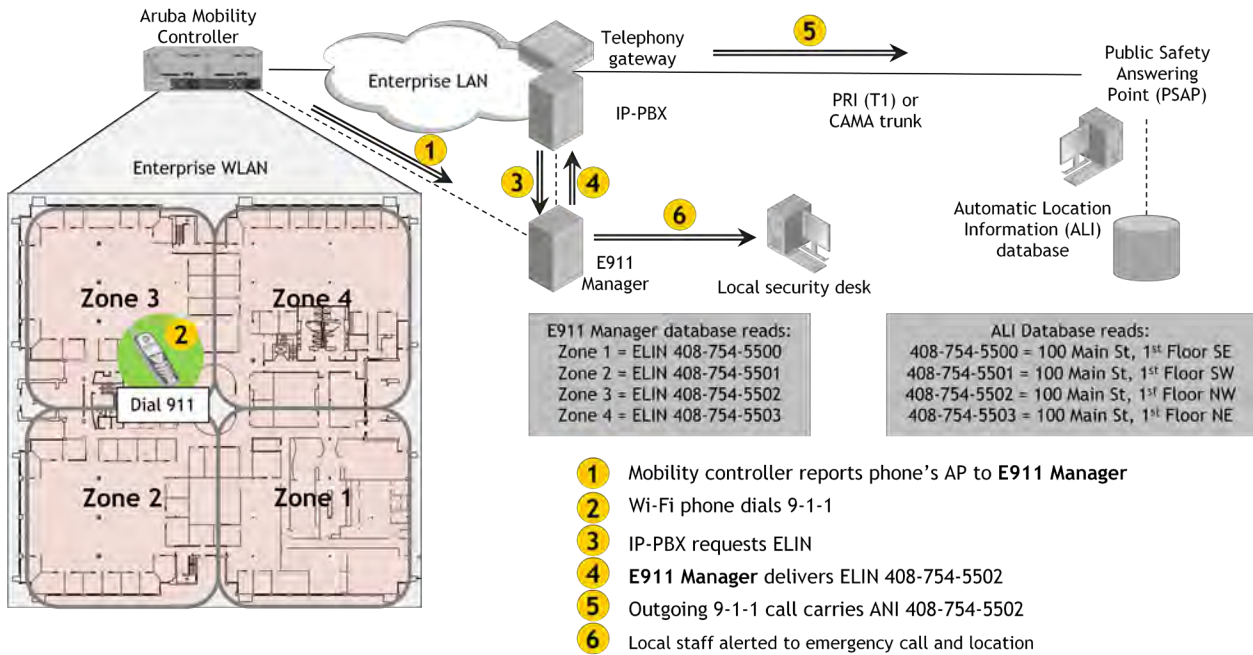 Aruba Mobility
Controller
Enterprise LAN
Telephony
gateway
5
Public Safety
Answering
Point (PSAP)
IP-PBX
PRI (T1) or
CAMA trunk
1
Enterprise WLAN
3
4
6
E911
Manager
Local security desk
Automatic Location
Information (ALI)
database
Zone 3
Zone 4
2
Dial 911
Zone 2
Zone 1
E911 Manager database reads:
Zone 1 = ELIN 408-754-5500
Zone 2 = ELIN 408-754-5501
Zone 3 = ELIN 408-754-5502
Zone 4 = ELIN 408-754-5503
ALI Database reads:
408-754-5500 = 100 Main St, 1st Floor SE
408-754-5501 = 100 Main St, 1st Floor SW
408-754-5502 = 100 Main St, 1st Floor NW
408-754-5503 = 100 Main St, 1st Floor NE
1 Mobility controller reports phone's AP to E911 Manager
2 Wi-Fi phone dials 9-1-1
3 IP-PBX requests ELIN
4 E911 Manager delivers ELIN 408-754-5502
5 Outgoing 9-1-1 call carries ANI 408-754-5502
6 Local staff alerted to emergency call and location